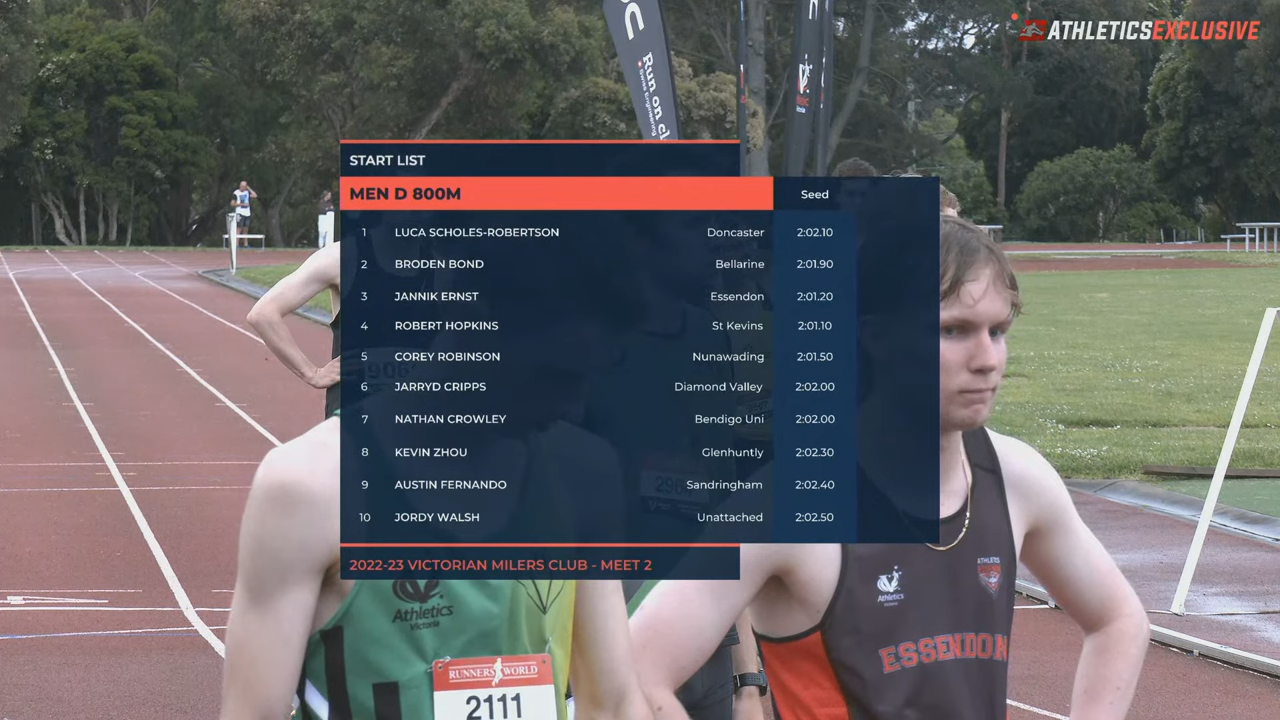 ATHLETICSEXCLUSIVE
Run on cl
Swiss Engineering
START LIST
MEN D 800M Seed
1 LUCA SCHOLES-ROBERTSON Doncaster 2:02.10
2 BRODEN BOND Bellarine 2:01.90
3 JANNIK ERNST Essendon 2:01.20
4 ROBERT HOPKINS St Kevins 2:01.10
5 COREY ROBINSON Nunawading 2:01.50
6 JARRYD CRIPPS Diamond Valley 2:02.00
7 NATHAN CROWLEY Bendigo Uni 2:02.00
8 KEVIN ZHOU Glenhuntly 2:02.30
9 AUSTIN FERNANDO Sandringham 2:02.40
10 JORDY WALSH Unattached 2:02.50
2022-23 VICTORIAN MILERS CLUB - MEET 2
Athletics
Victoria
RUNNERS WORLD
2111
ATHLETICS
Athletics
ESSENDON